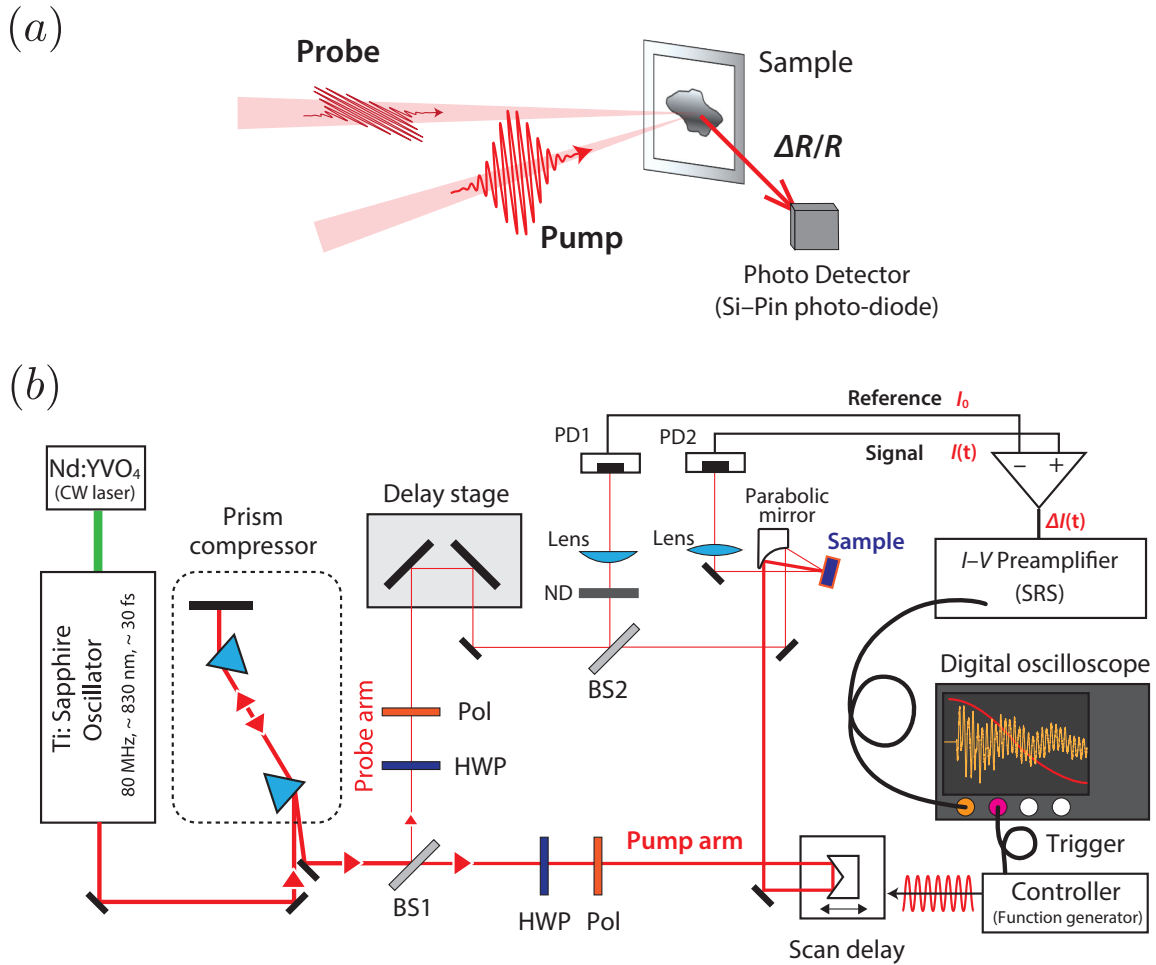 (a)
Probe
Sample
ΔR/R
Pump
Photo Detector
(Si–Pin photo-diode)
(b)
Reference I₀
PD1
PD2
Signal I(t)
– +
Nd:YVO₄
(CW laser)
Delay stage
Parabolic
mirror
Prism
compressor
ΔI(t)
Lens
Lens
Sample
I–V Preamplifier
(SRS)
ND
Ti: Sapphire
Oscillator
80 MHz, ~ 830 nm, ~ 30 fs
Digital oscilloscope
BS2
Probe arm
Pol
HWP
Pump arm
Trigger
BS1
HWP
Pol
Controller
(Function generator)
Scan delay